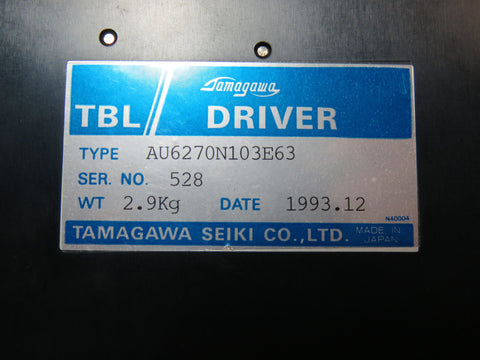 Tamagawa
TBL DRIVER
TYPE AU6270N103E63
SER. NO. 528
WT 2.9Kg DATE 1993.12
N40004
TAMAGAWA SEIKI CO.,LTD. MADE IN JAPAN